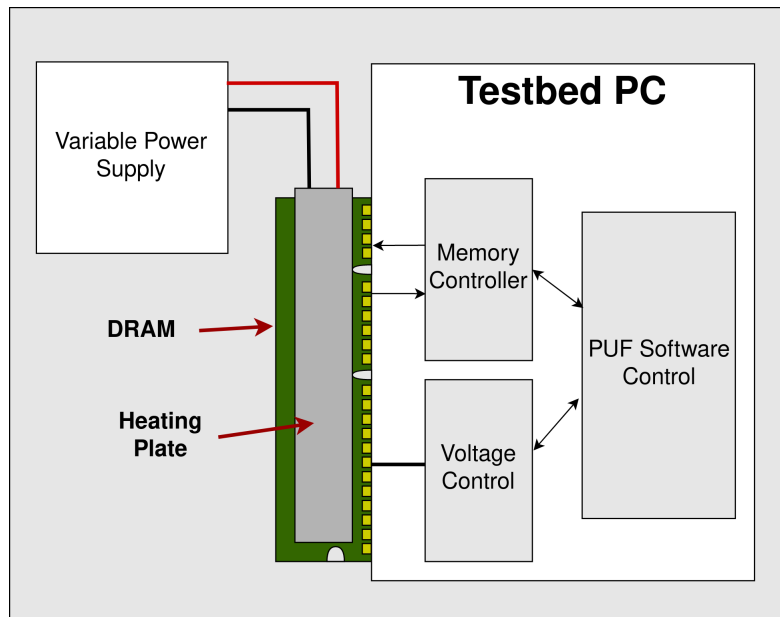 Testbed PC
Variable Power
Supply
Memory
Controller
DRAM
PUF Software
Control
Heating
Plate
Voltage
Control